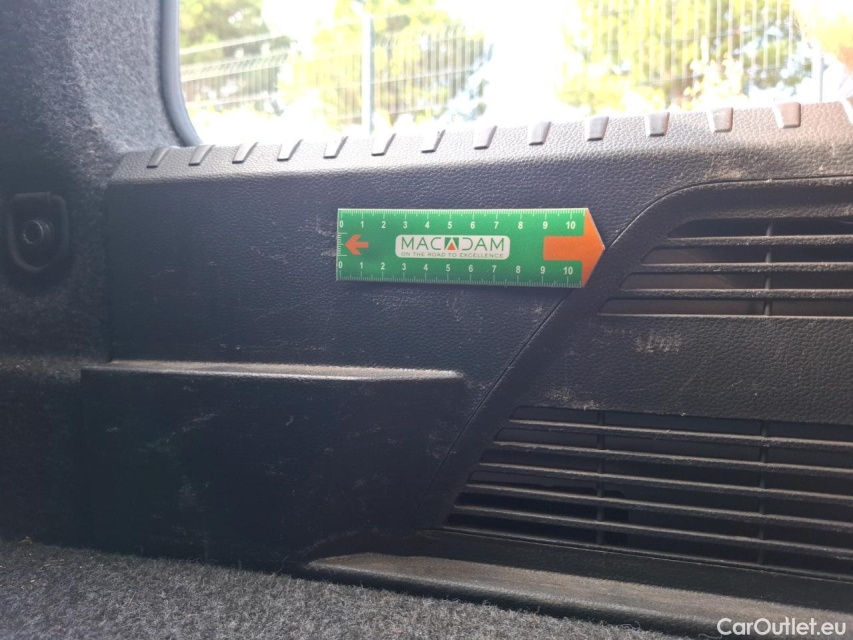 0 1 2 3 4 5 6 7 8 9 10
MACADAM
ON THE ROAD TO EXCELLENCE
0 1 2 3 4 5 6 7 8 9 10
CarOutlet.eu